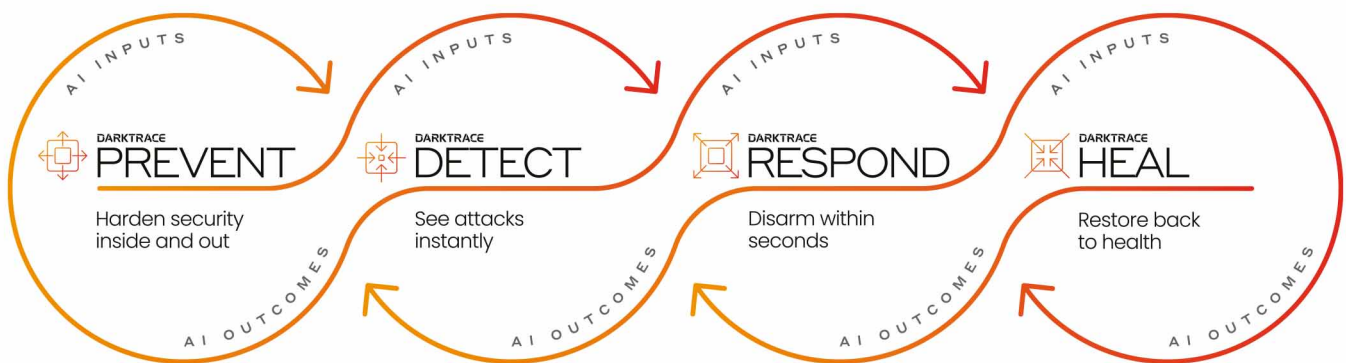 AI INPUTS
DARKTRACE
PREVENT
Harden security
inside and out
AI OUTCOMES
AI INPUTS
DARKTRACE
DETECT
See attacks
instantly
AI OUTCOMES
AI INPUTS
DARKTRACE
RESPOND
Disarm within
seconds
AI OUTCOMES
AI INPUTS
DARKTRACE
HEAL
Restore back
to health
AI OUTCOMES